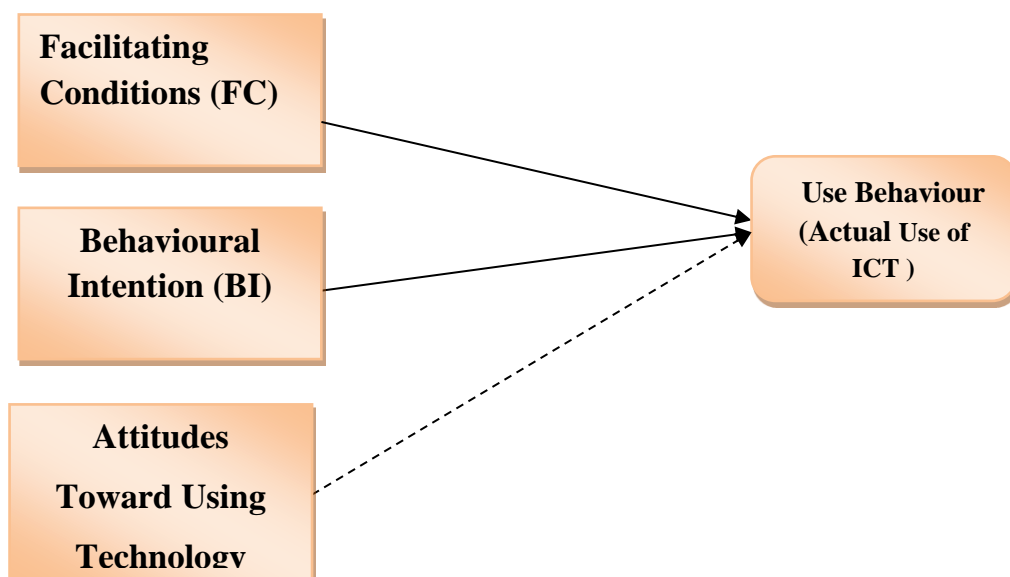 Facilitating
Conditions (FC)
Behavioural
Intention (BI)
Attitudes
Toward Using
Technology
Use Behaviour
(Actual Use of
ICT )